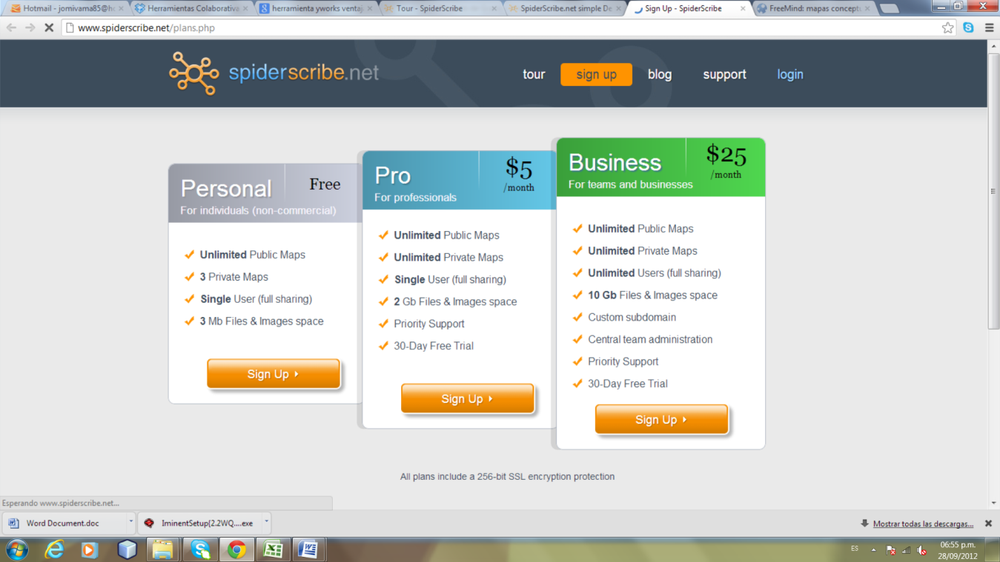 Hotmail - jomivama85@h
Herramientas Colaborativa
herramienta yworks ventaj
Tour - SpiderScribe
SpiderScribe.net simple De
Sign Up - SpiderScribe
FreeMind: mapas concept
www.spiderscribe.net/plans.php
spiderscribe.net
tour
sign up
blog
support
login
Personal
Free
For individuals (non-commercial)
Unlimited Public Maps
3 Private Maps
Single User (full sharing)
3 Mb Files & Images space
Sign Up
Pro
$5
/month
For professionals
Unlimited Public Maps
Unlimited Private Maps
Single User (full sharing)
2 Gb Files & Images space
Priority Support
30-Day Free Trial
Sign Up
Business
$25
/month
For teams and businesses
Unlimited Public Maps
Unlimited Private Maps
Unlimited Users (full sharing)
10 Gb Files & Images space
Custom subdomain
Central team administration
Priority Support
30-Day Free Trial
Sign Up
All plans include a 256-bit SSL encryption protection
Esperando www.spiderscribe.net...
Word Document.doc
IminentSetup{2.2WQ....exe
Mostrar todas las descargas...
ES
06:55 p.m.
28/09/2012